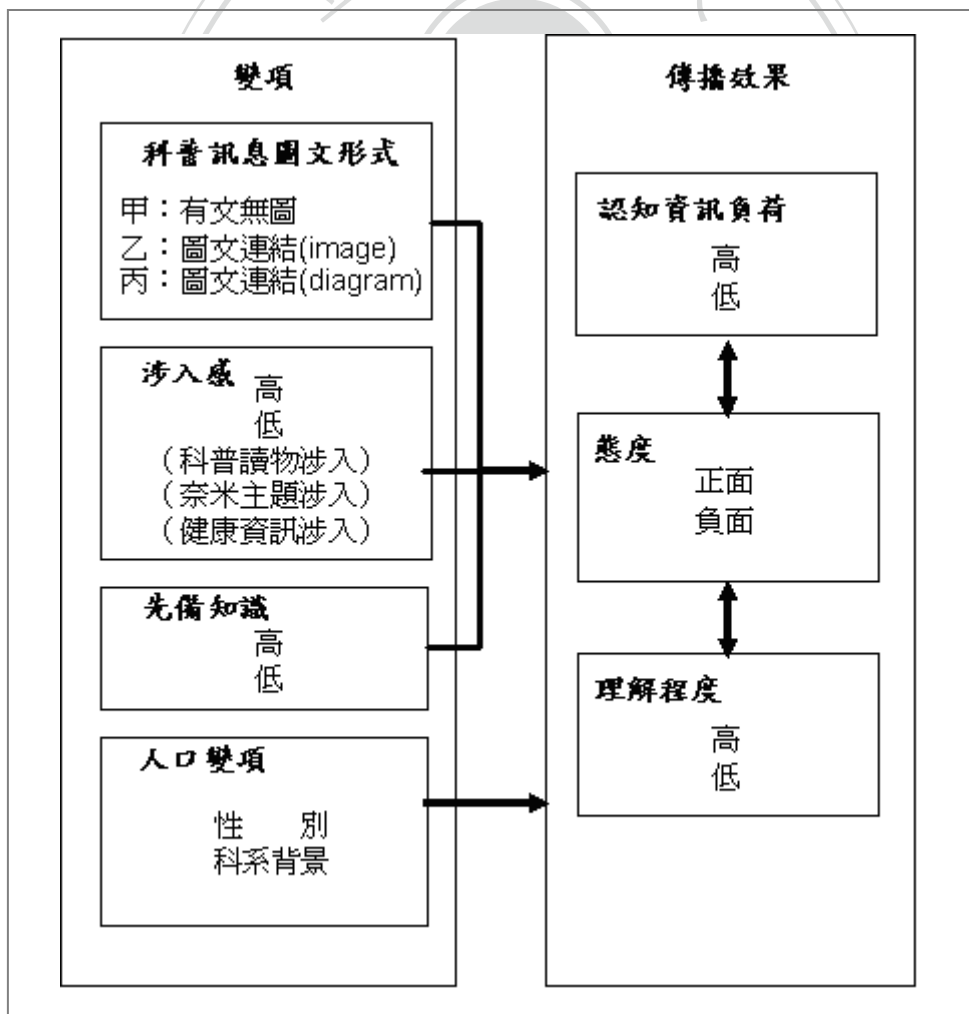 變項
科普訊息圖文形式
甲：有文無圖
乙：圖文連結(image)
丙：圖文連結(diagram)
涉入感
高
低
（科普讀物涉入）
（奈米主題涉入）
（健康資訊涉入）
先備知識
高
低
人口變項
性　　別
科系背景
傳播效果
認知資訊負荷
高
低
態度
正面
負面
理解程度
高
低